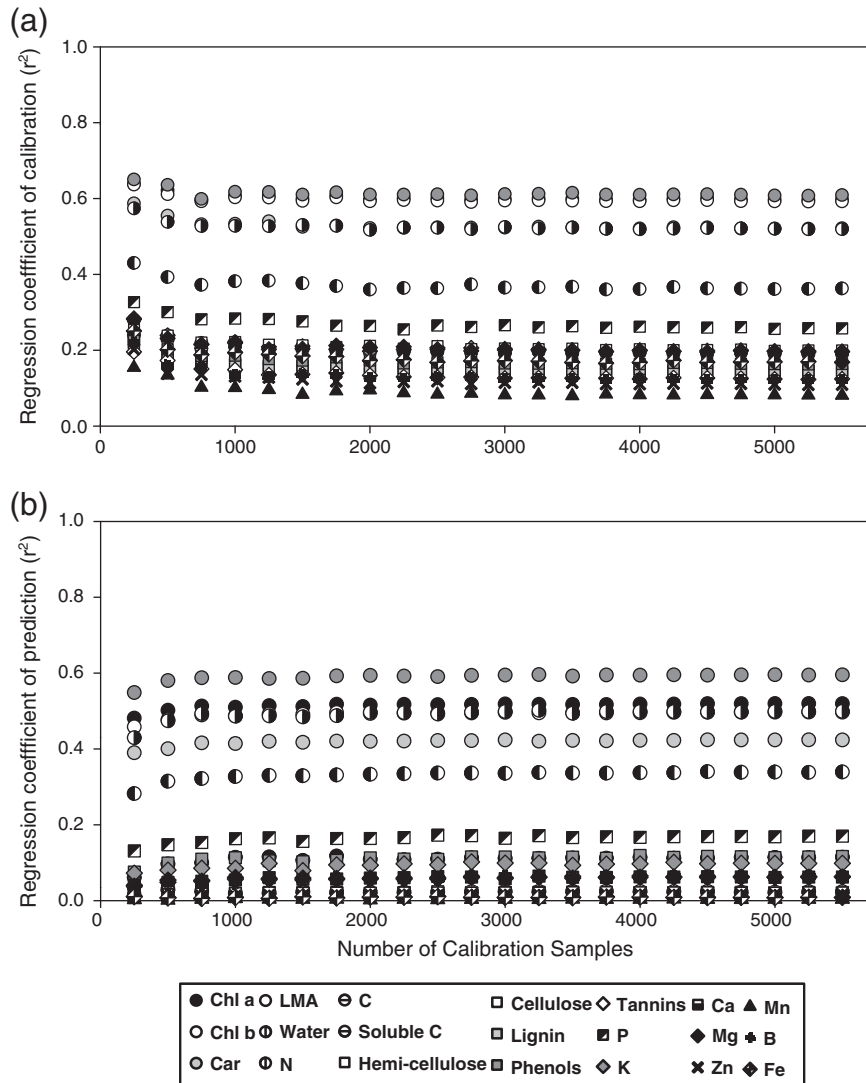 (a)
Regression coeffficient of calibration (r²)
1.0
0.8
0.6
0.4
0.2
0.0
0 1000 2000 3000 4000 5000
(b)
Regression coeffficient of prediction (r²)
1.0
0.8
0.6
0.4
0.2
0.0
0 1000 2000 3000 4000 5000
Number of Calibration Samples
Chl a LMA C Cellulose Tannins Ca Mn
Chl b Water Soluble C Lignin P Mg B
Car N Hemi-cellulose Phenols K Zn Fe